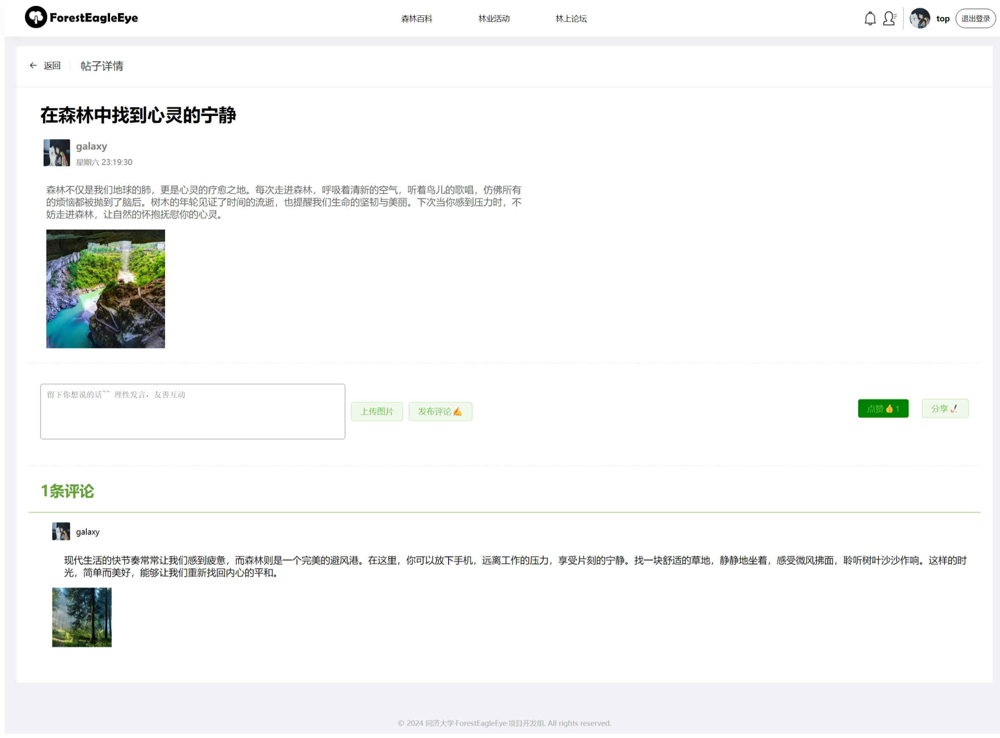 ForestEagleEye
森林百科 林业活动 林上论坛
top 退出登录
返回 帖子详情
在森林中找到心灵的宁静
galaxy
星期六 23:19:30
森林不仅是我们地球的肺，更是心灵的疗愈之地。每次走进森林，呼吸着清新的空气，听着鸟儿的歌唱，仿佛所有
的烦恼都被抛到了脑后。树木的年轮见证了时间的流逝，也提醒我们生命的坚韧与美丽。下次当你感到压力时，不
妨走进森林，让自然的怀抱抚慰你的心灵。
留下你想说的话~~ 理性发言，友善互动
上传图片 发布评论✍️ 点赞👍1 分享
1条评论
galaxy
现代生活的快节奏常常让我们感到疲惫，而森林则是一个完美的避风港。在这里，你可以放下手机，远离工作的压力，享受片刻的宁静。找一块舒适的草地，静静地坐着，感受微风拂面，聆听树叶沙沙作响。这样的时
光，简单而美好，能够让我们重新找回内心的平和。
© 2024 同济大学·ForestEagleEye·项目开发组. All rights reserved.